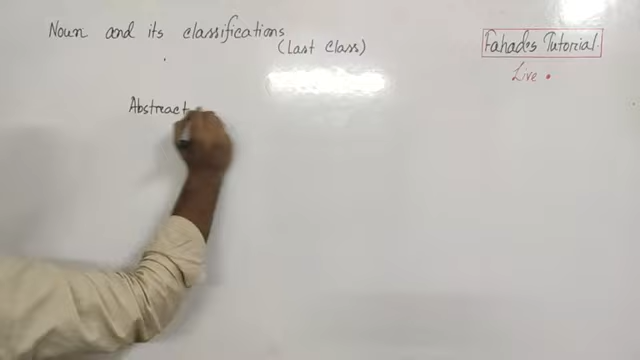 Noun and its classifications
(Last Class)
Fahades Tutorial
Live
Abstract